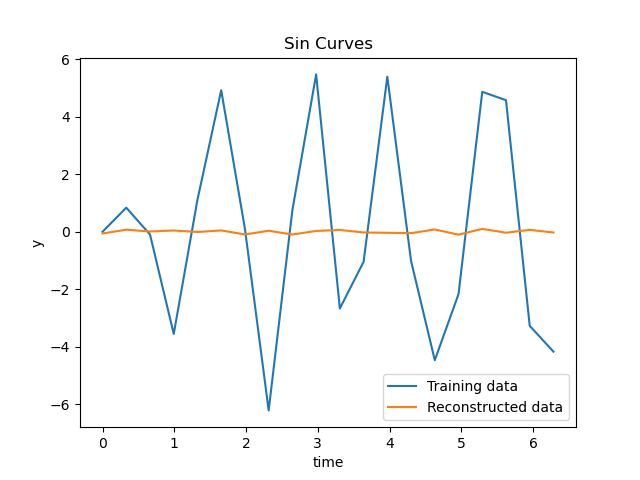 Sin Curves
6
4
2
0
−2
−4
−6
y
0 1 2 3 4 5 6
time
Training data
Reconstructed data